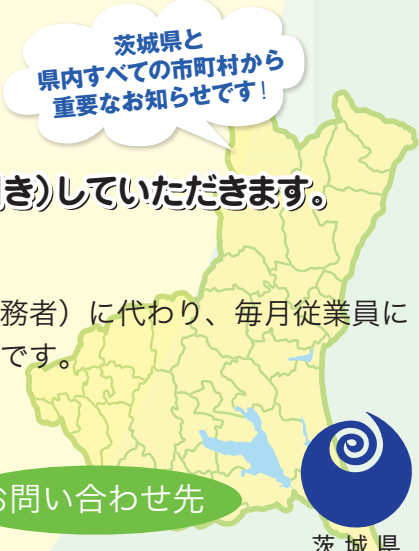 茨城県と
県内すべての市町村から
重要なお知らせです!
き)していただきます。
務者）に代わり、毎月従業員に
です。
お問い合わせ先
茨城県